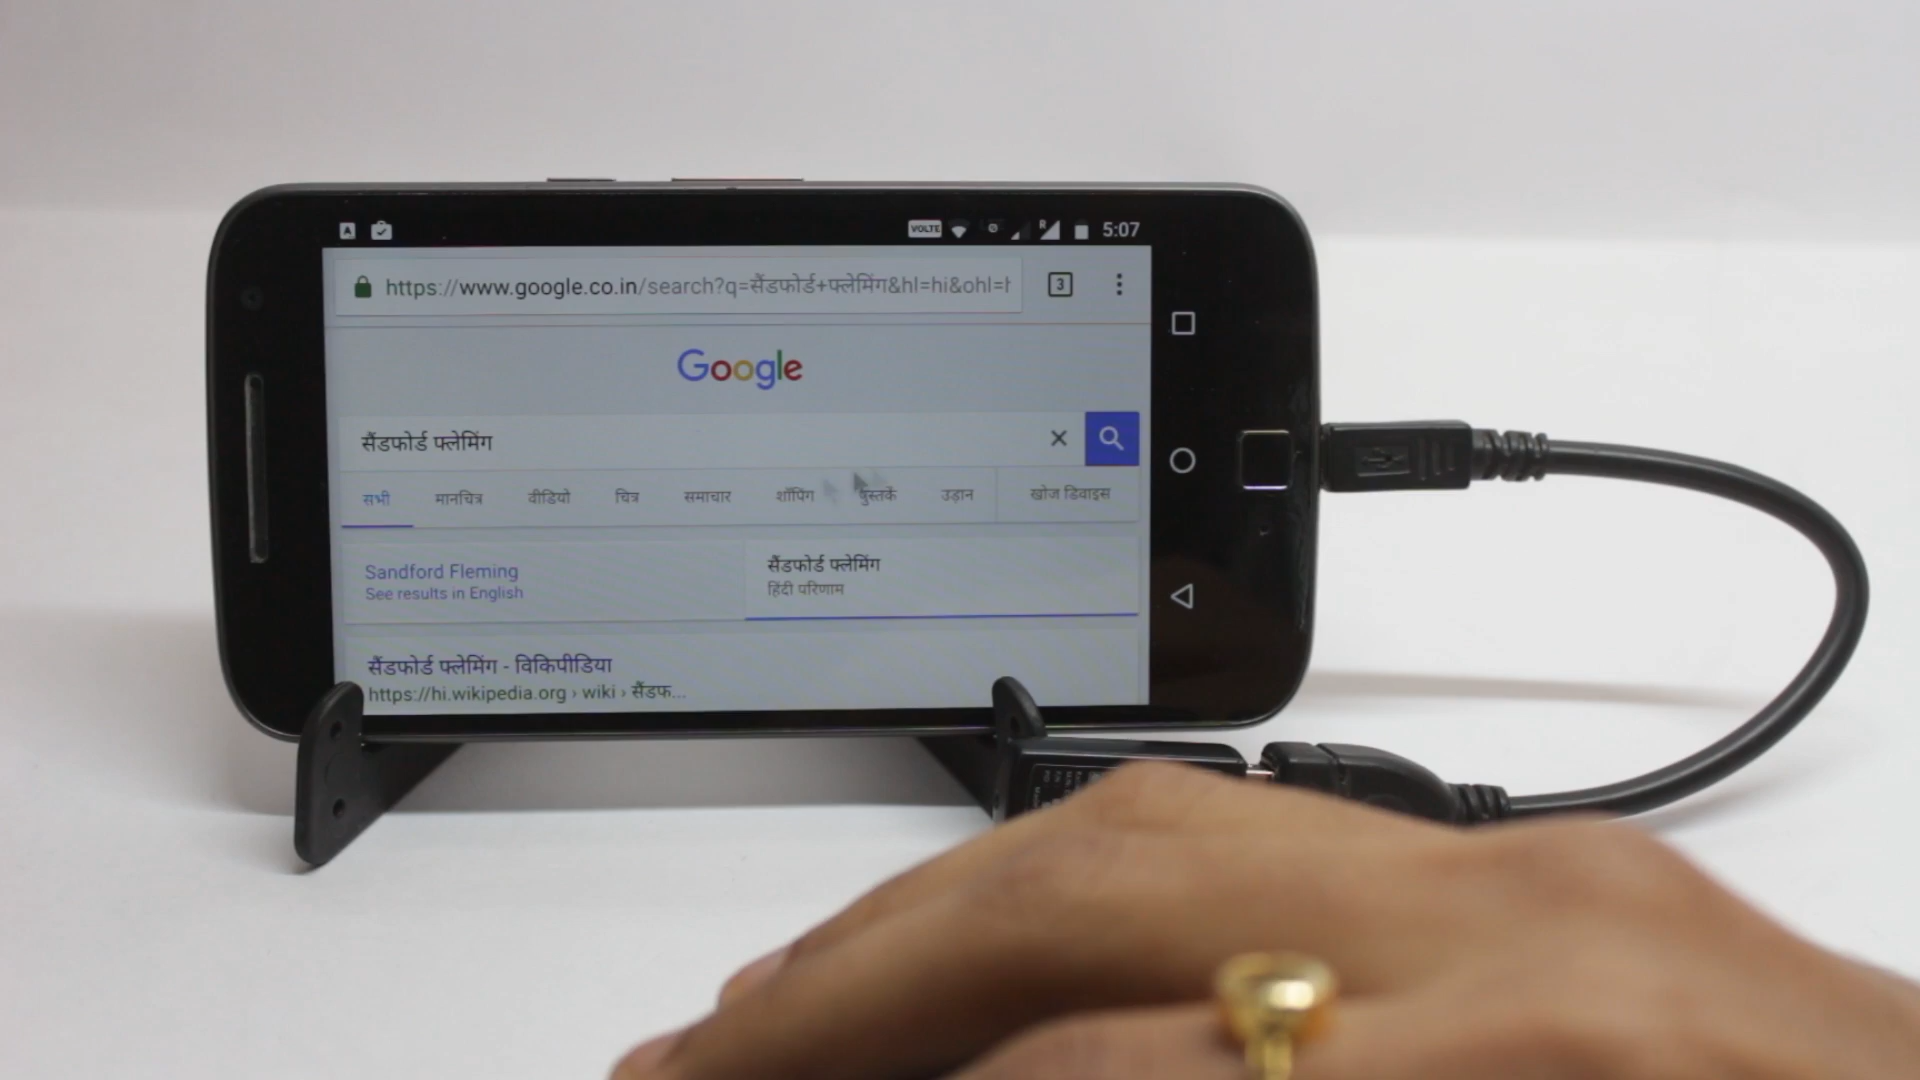 A
VOLTE
R
5:07
https://www.google.co.in/search?q=सैंडफोर्ड+फ्लेमिंग&hl=hi&ohl=h
3
Google
सैंडफोर्ड फ्लेमिंग
सभी मानचित्र वीडियो चित्र समाचार शॉपिंग पुस्तकें उड़ान खोज डिवाइस
Sandford Fleming
See results in English
सैंडफोर्ड फ्लेमिंग
हिंदी परिणाम
सैंडफोर्ड फ्लेमिंग - विकिपीडिया
https://hi.wikipedia.org › wiki › सैंडफ...